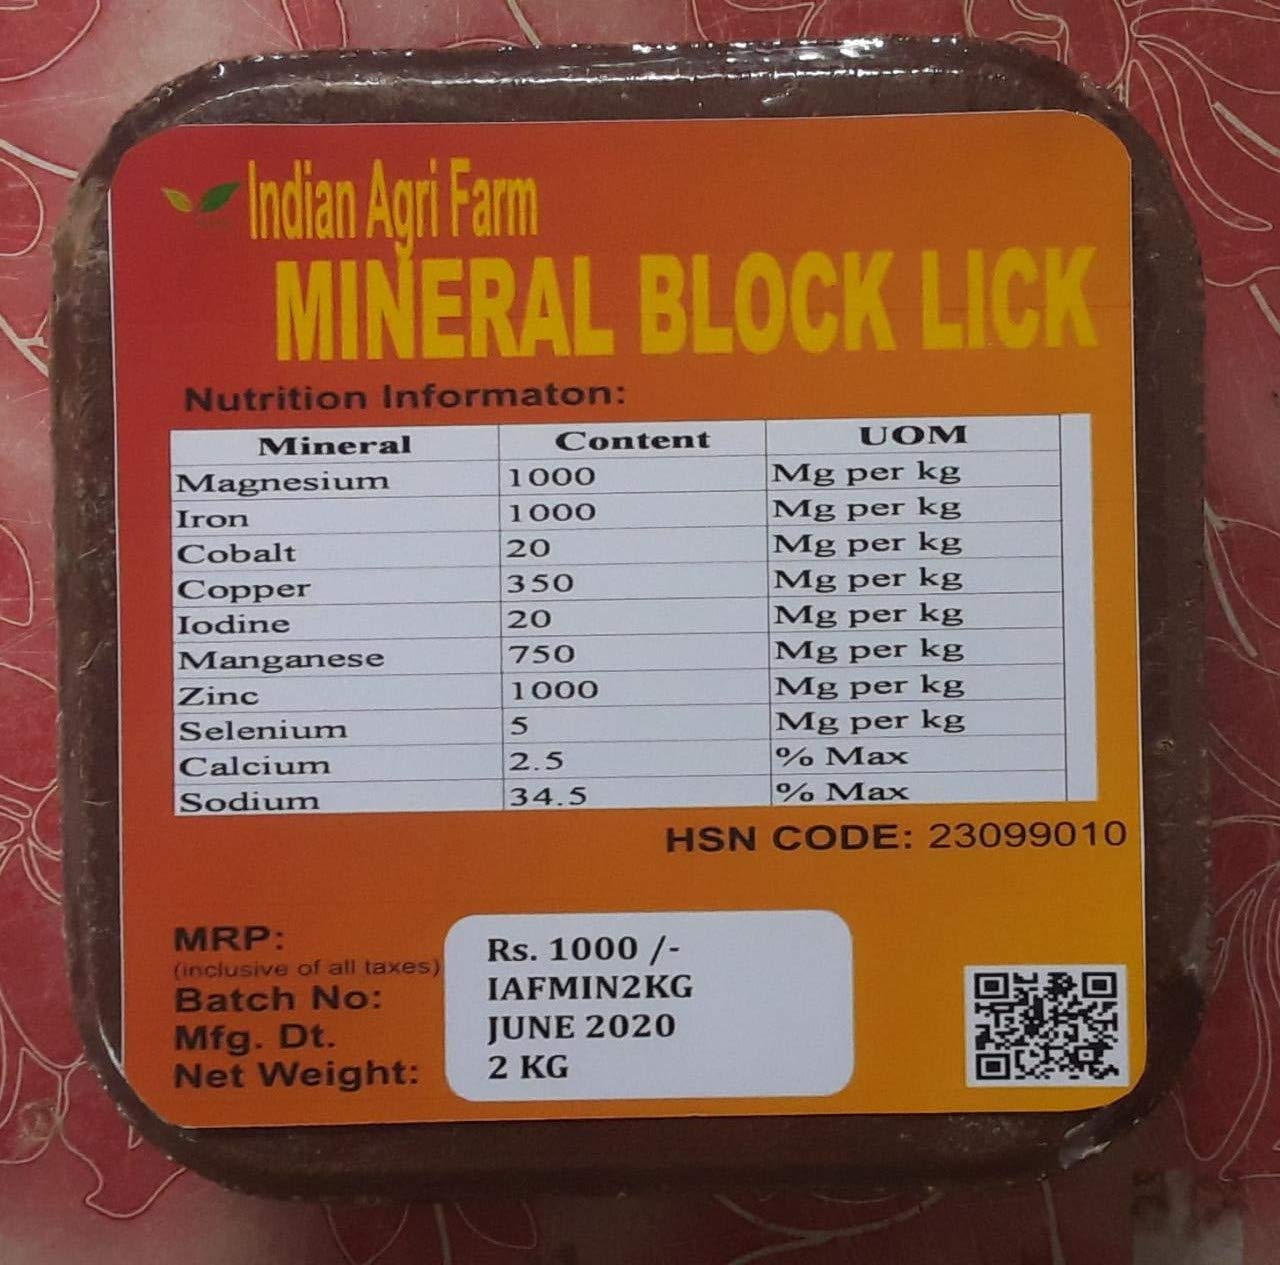 Indian Agri Farm
MINERAL BLOCK LICK
Nutrition Informaton:
Mineral Content UOM
Magnesium 1000 Mg per kg
Iron 1000 Mg per kg
Cobalt 20 Mg per kg
Copper 350 Mg per kg
Iodine 20 Mg per kg
Manganese 750 Mg per kg
Zinc 1000 Mg per kg
Selenium 5 Mg per kg
Calcium 2.5 % Max
Sodium 34.5 % Max
HSN CODE: 23099010
MRP: Rs. 1000 /-
(inclusive of all taxes)
Batch No: IAFMIN2KG
Mfg. Dt. JUNE 2020
Net Weight: 2 KG